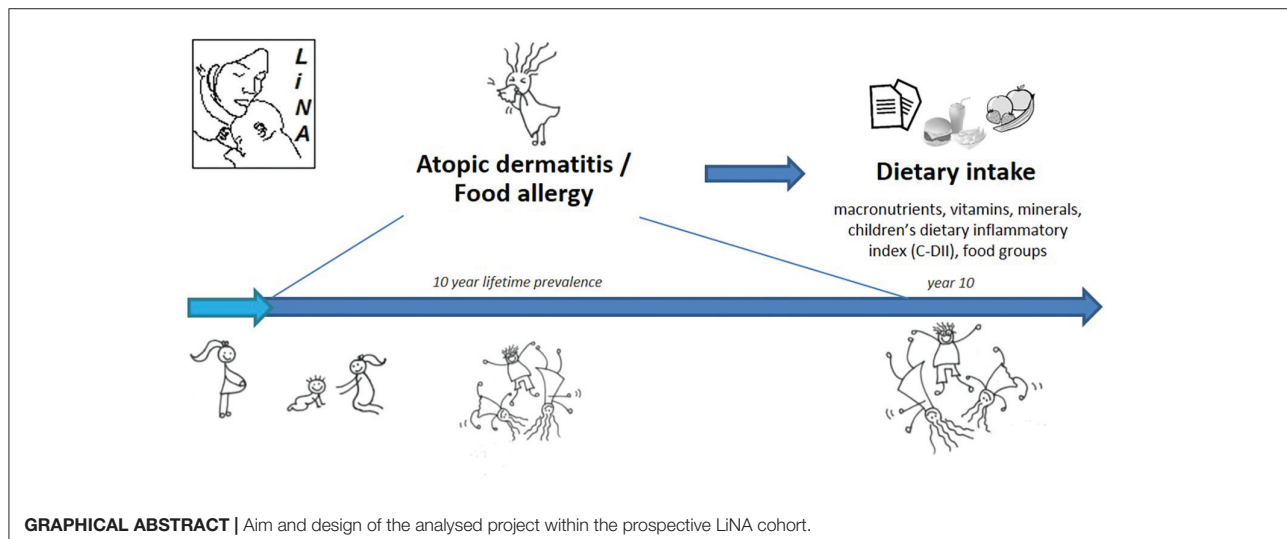 L
i
N
A
Atopic dermatitis /
Food allergy
Dietary intake
macronutrients, vitamins, minerals,
children's dietary inflammatory
index (C-DII), food groups
10 year lifetime prevalence
year 10
GRAPHICAL ABSTRACT | Aim and design of the analysed project within the prospective LiNA cohort.